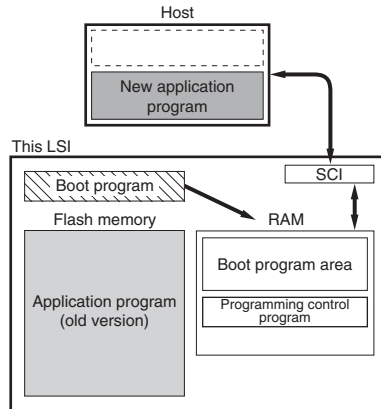 Host
New application
program
This LSI
Boot program
SCI
Flash memory
RAM
Boot program area
Application program
(old version)
Programming control
program